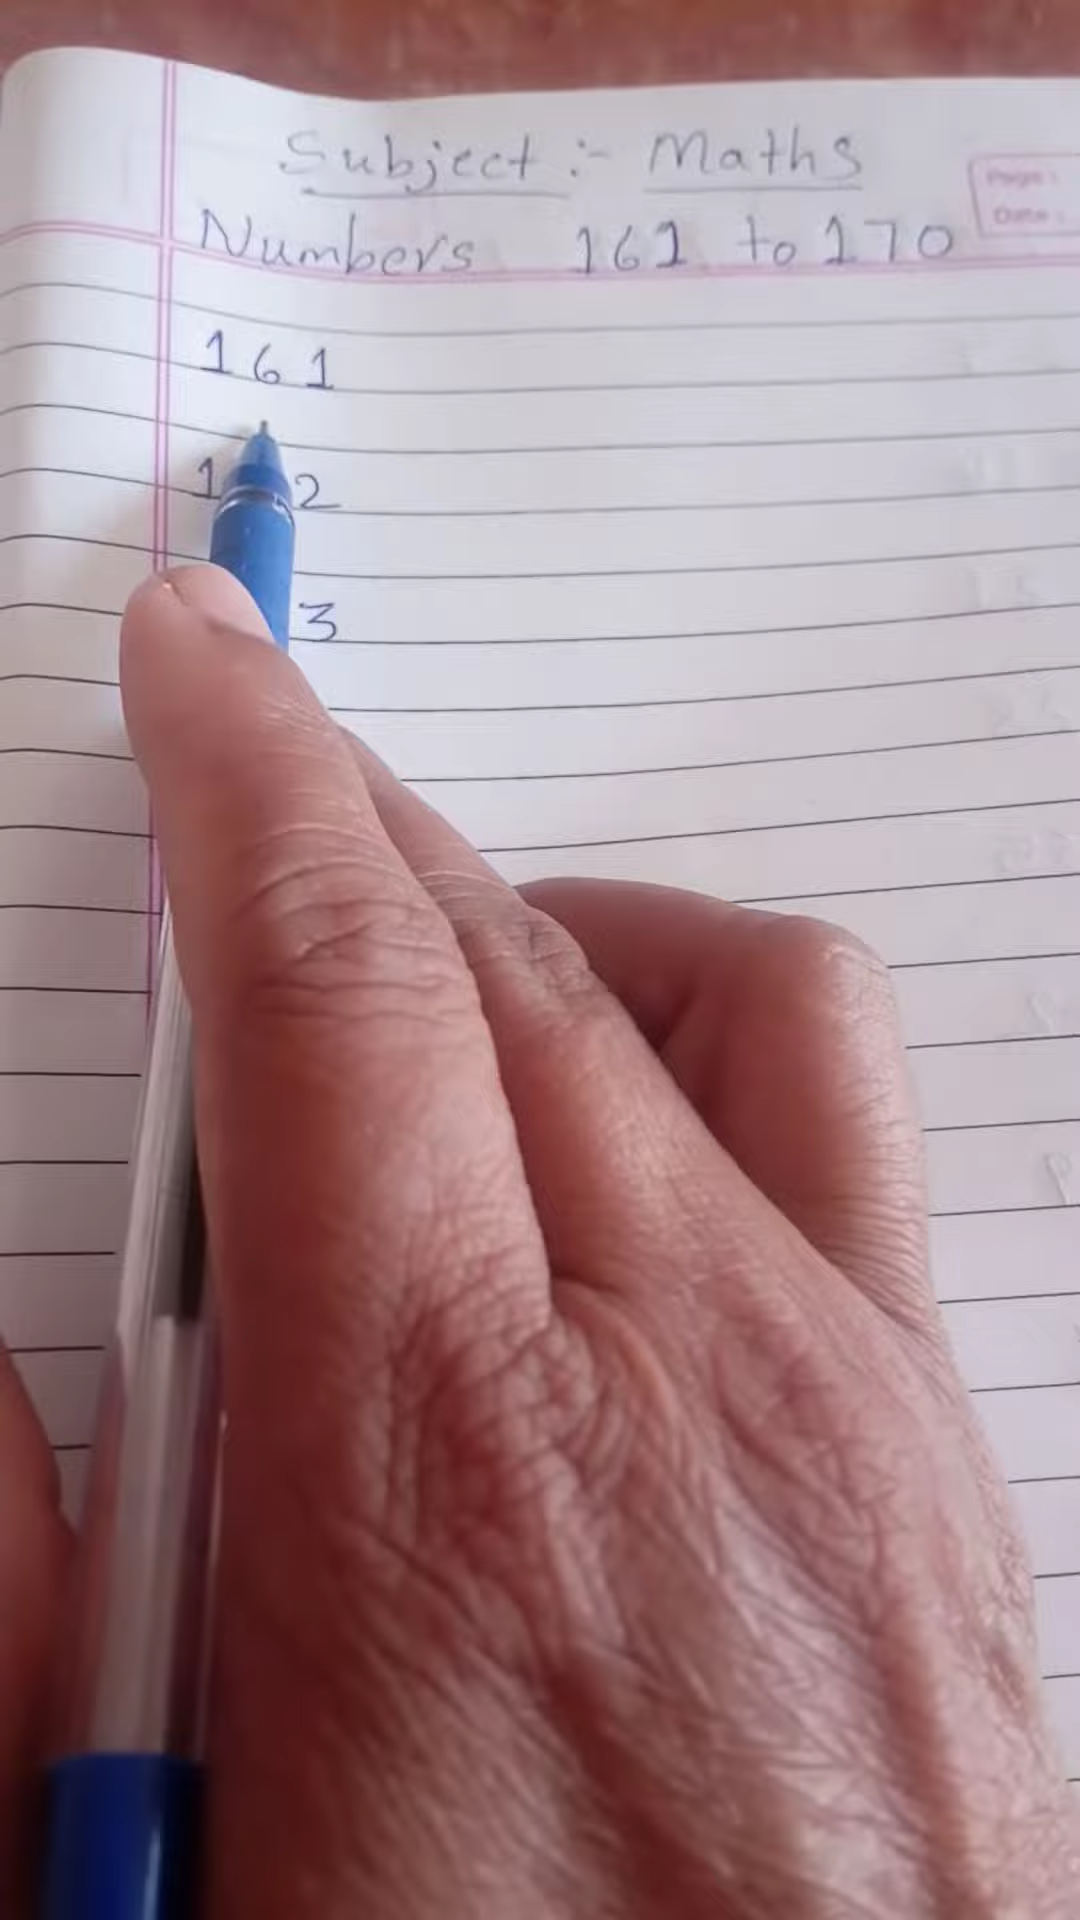 Subject :- Maths
Page :
Date :
Numbers 161 to 170
161
1 2
3